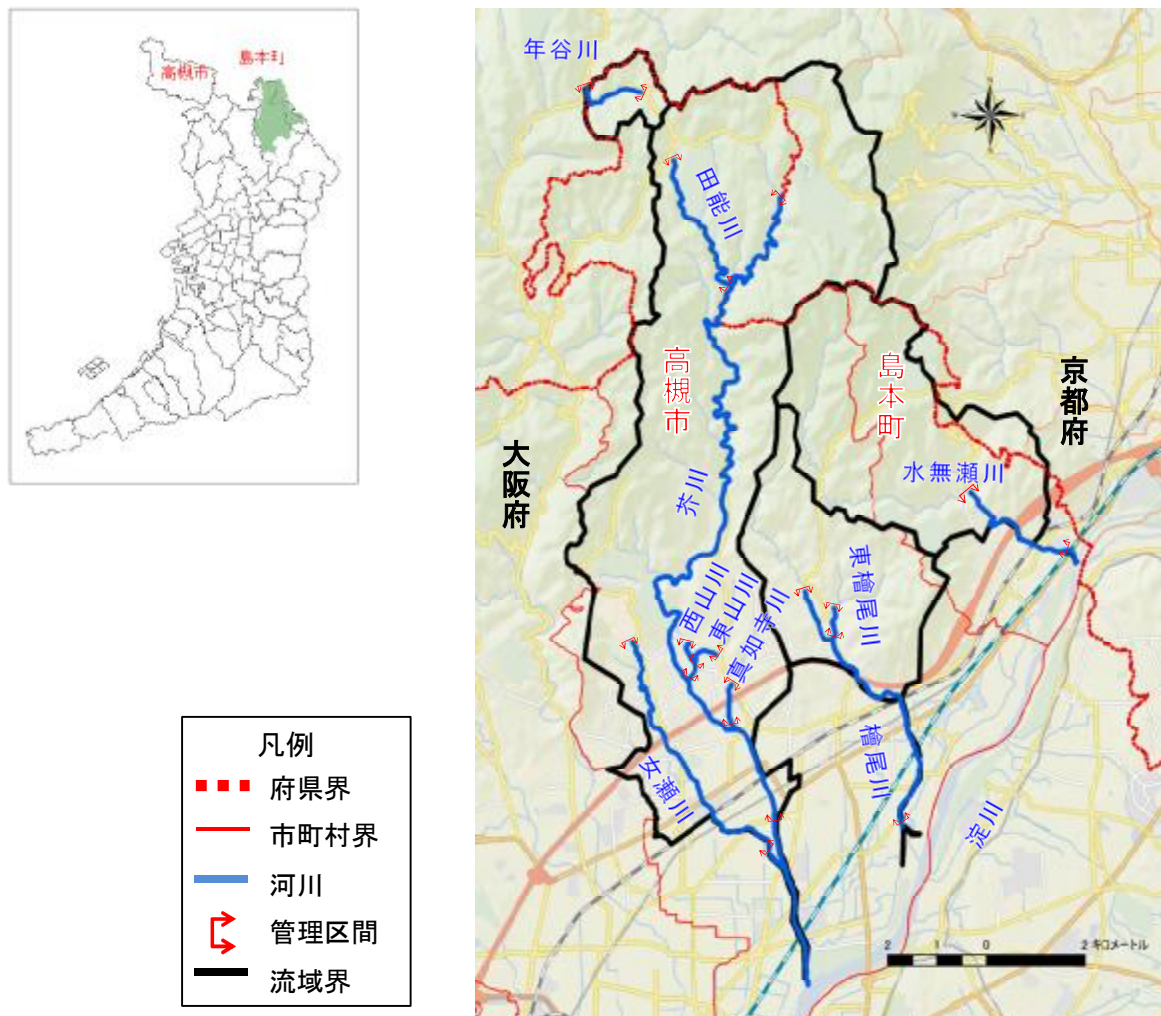 高槻市
島本町
凡例
府県界
市町村界
河川
管理区間
流域界
年谷川
田能川
高槻市
島本町
京都府
大阪府
水無瀬川
芥川
西山川
東山川
真如寺川
東檜尾川
女瀬川
檜尾川
淀川
2 1 0 2 キロメートル